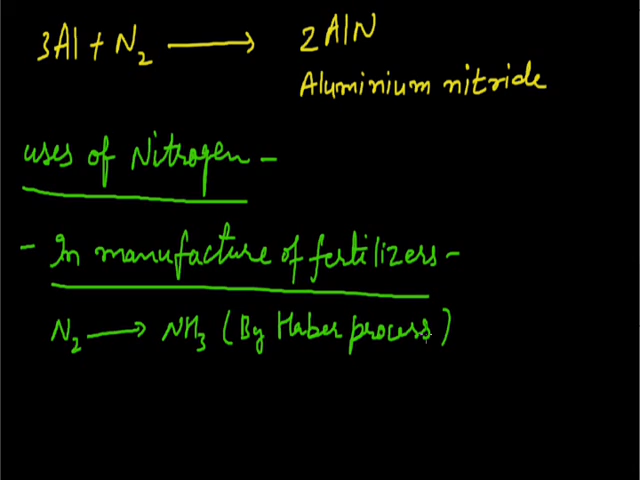 3Al + N₂ ⟶ 2AlN
Aluminium nitride
uses of Nitrogen -
- In manufacture of fertilizers -
N₂ ⟶ NH₃ (By Haber process)